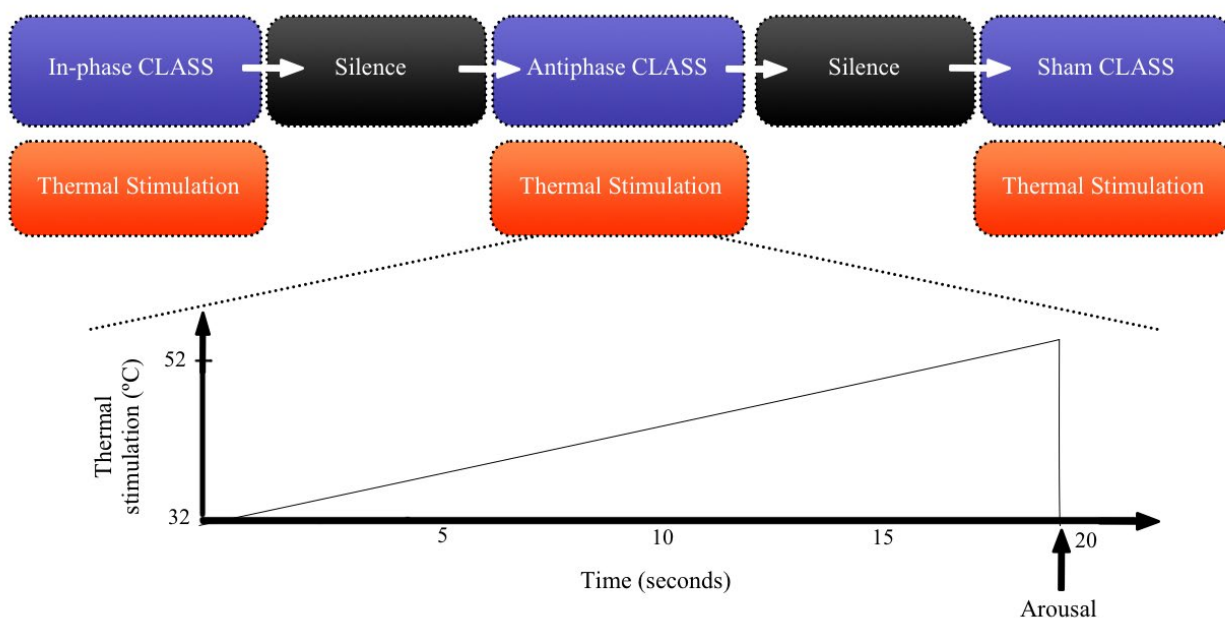 In-phase CLASS
Silence
Antiphase CLASS
Silence
Sham CLASS
Thermal Stimulation
Thermal Stimulation
Thermal Stimulation
Thermal
stimulation (ºC)
52
32
5
10
15
20
Time (seconds)
Arousal